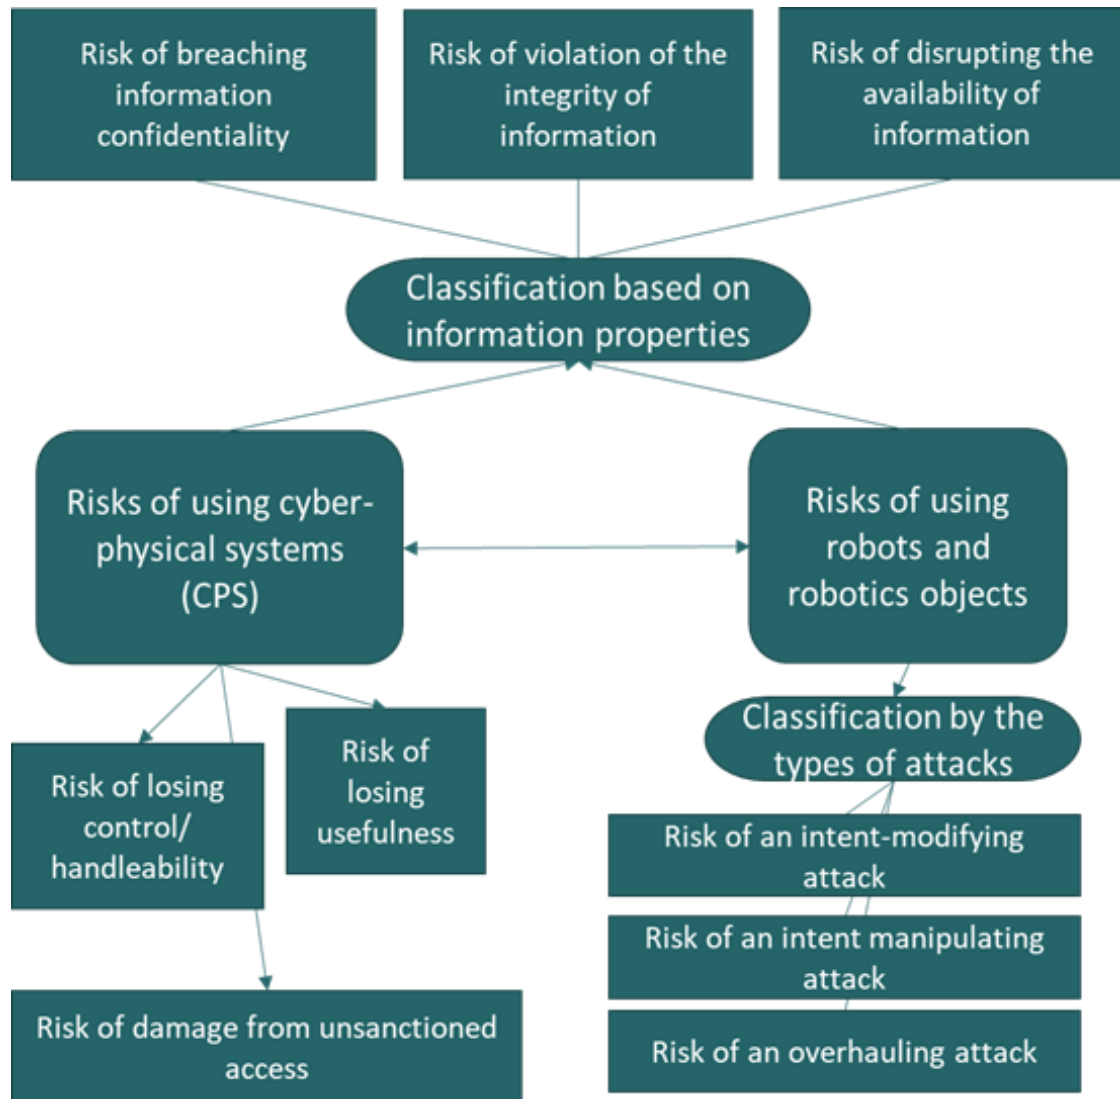 Risk of breaching
information
confidentiality
Risk of violation of the
integrity of
information
Risk of disrupting the
availability of
information
Classification based on
information properties
Risks of using cyber-
physical systems
(CPS)
Risks of using
robots and
robotics objects
Risk of losing
control/
handleability
Risk of
losing
usefulness
Classification by the
types of attacks
Risk of an intent-modifying
attack
Risk of an intent manipulating
attack
Risk of an overhauling attack
Risk of damage from unsanctioned
access